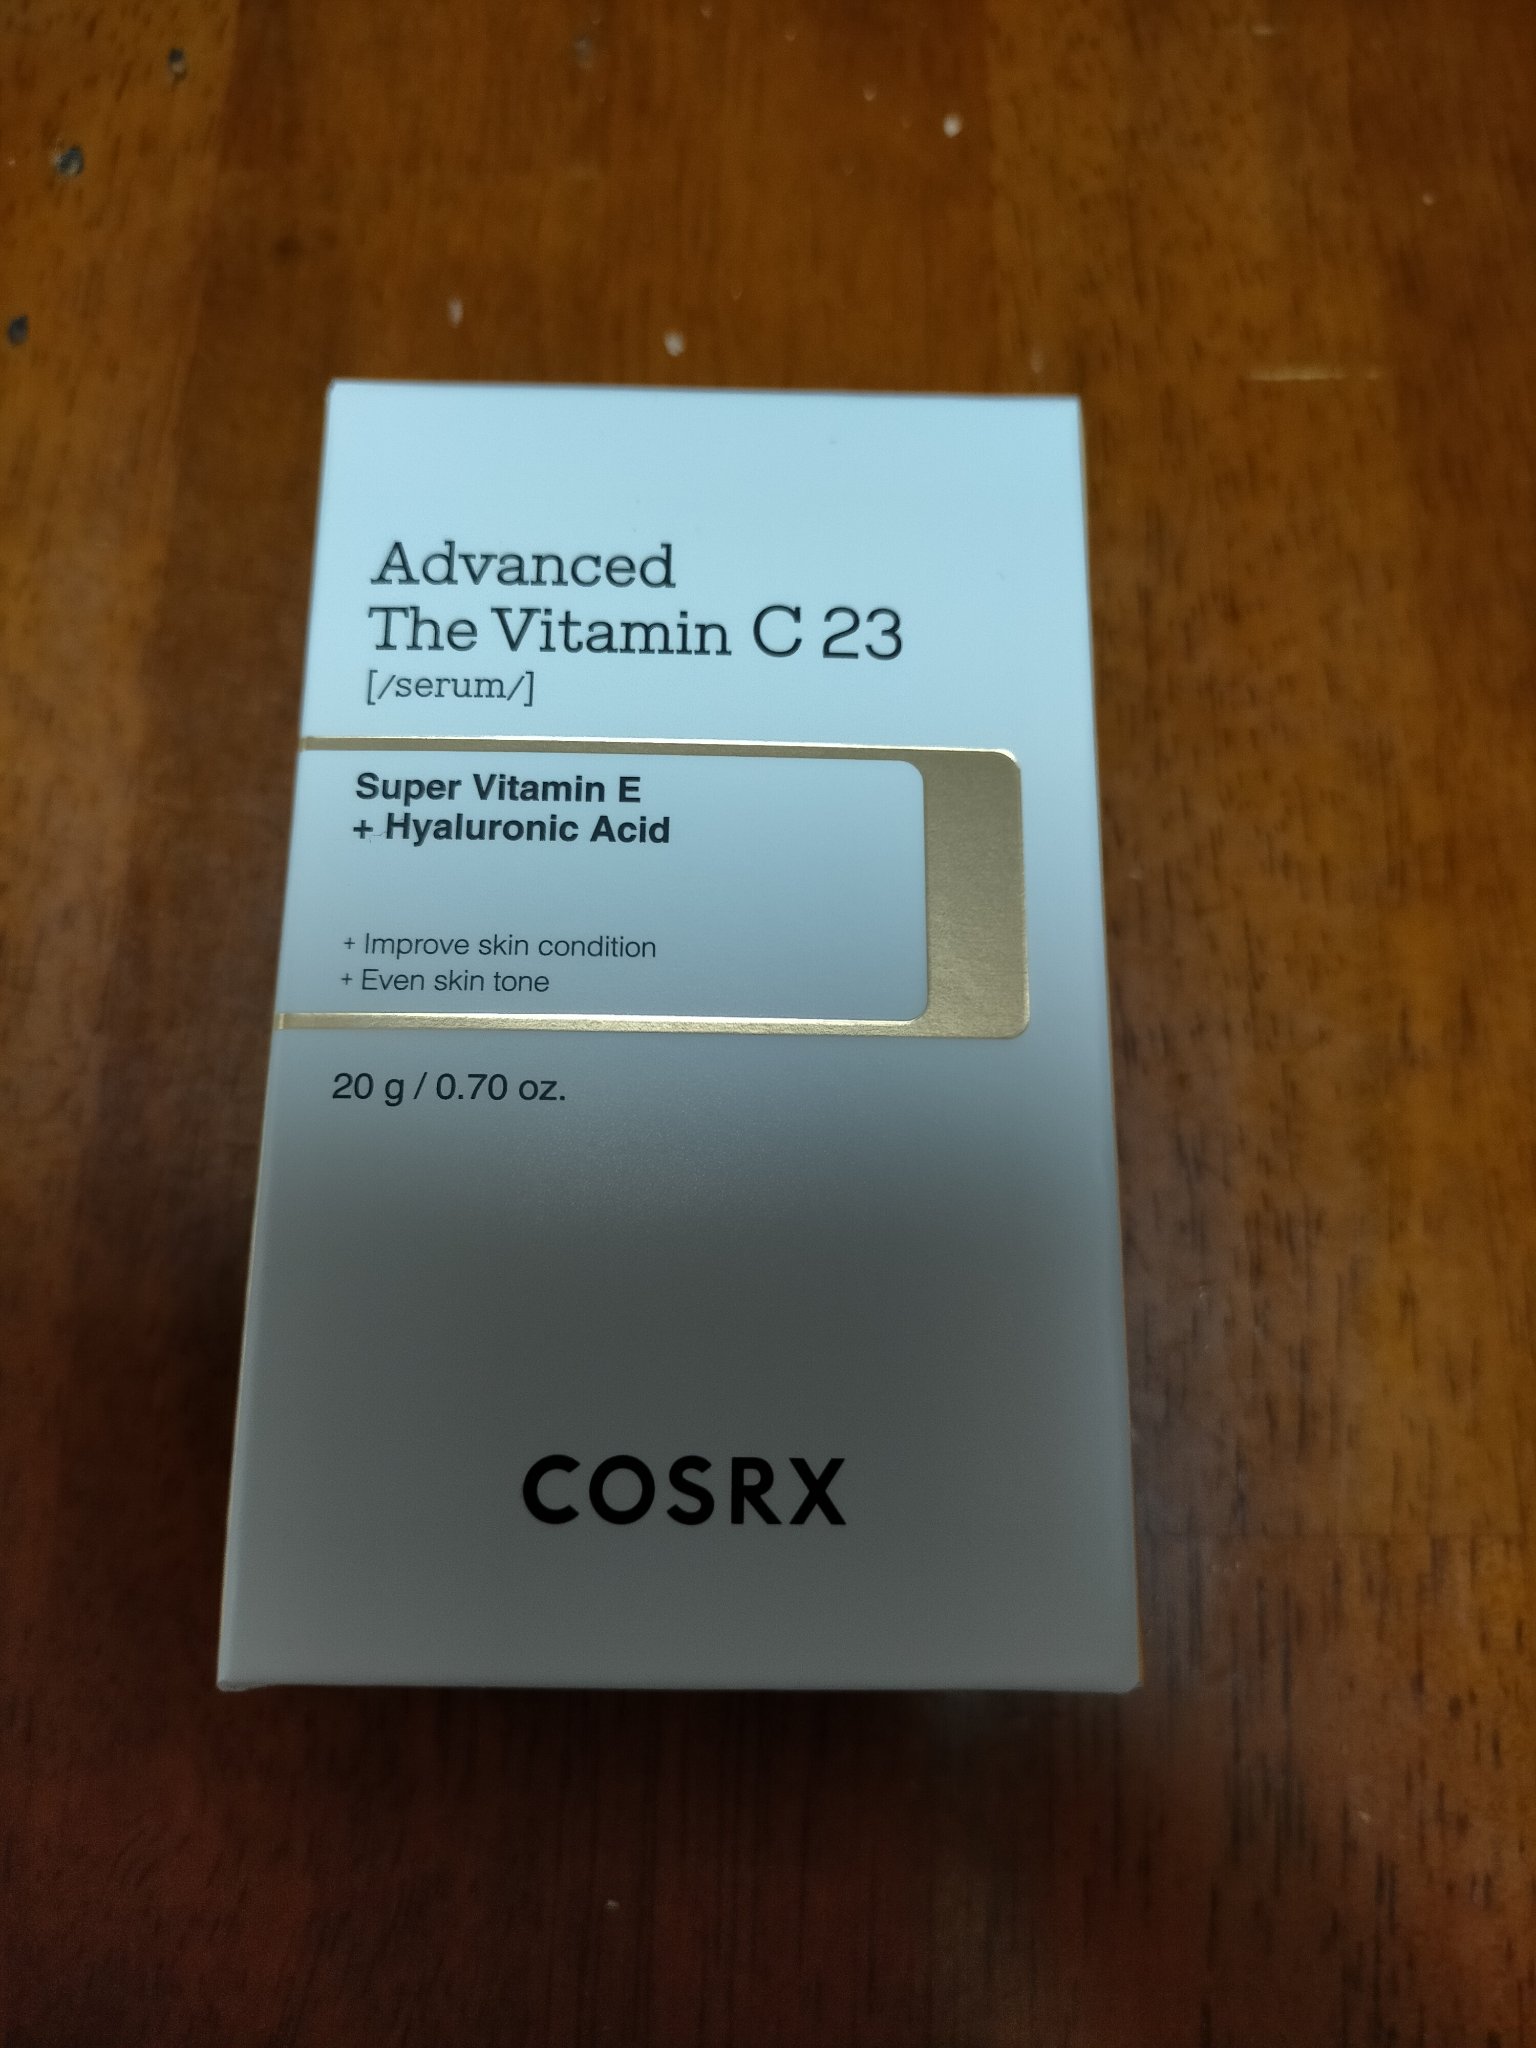 Advanced
The Vitamin C 23
[/serum/]
Super Vitamin E
+ Hyaluronic Acid
+ Improve skin condition
+ Even skin tone
20 g / 0.70 oz.
COSRX